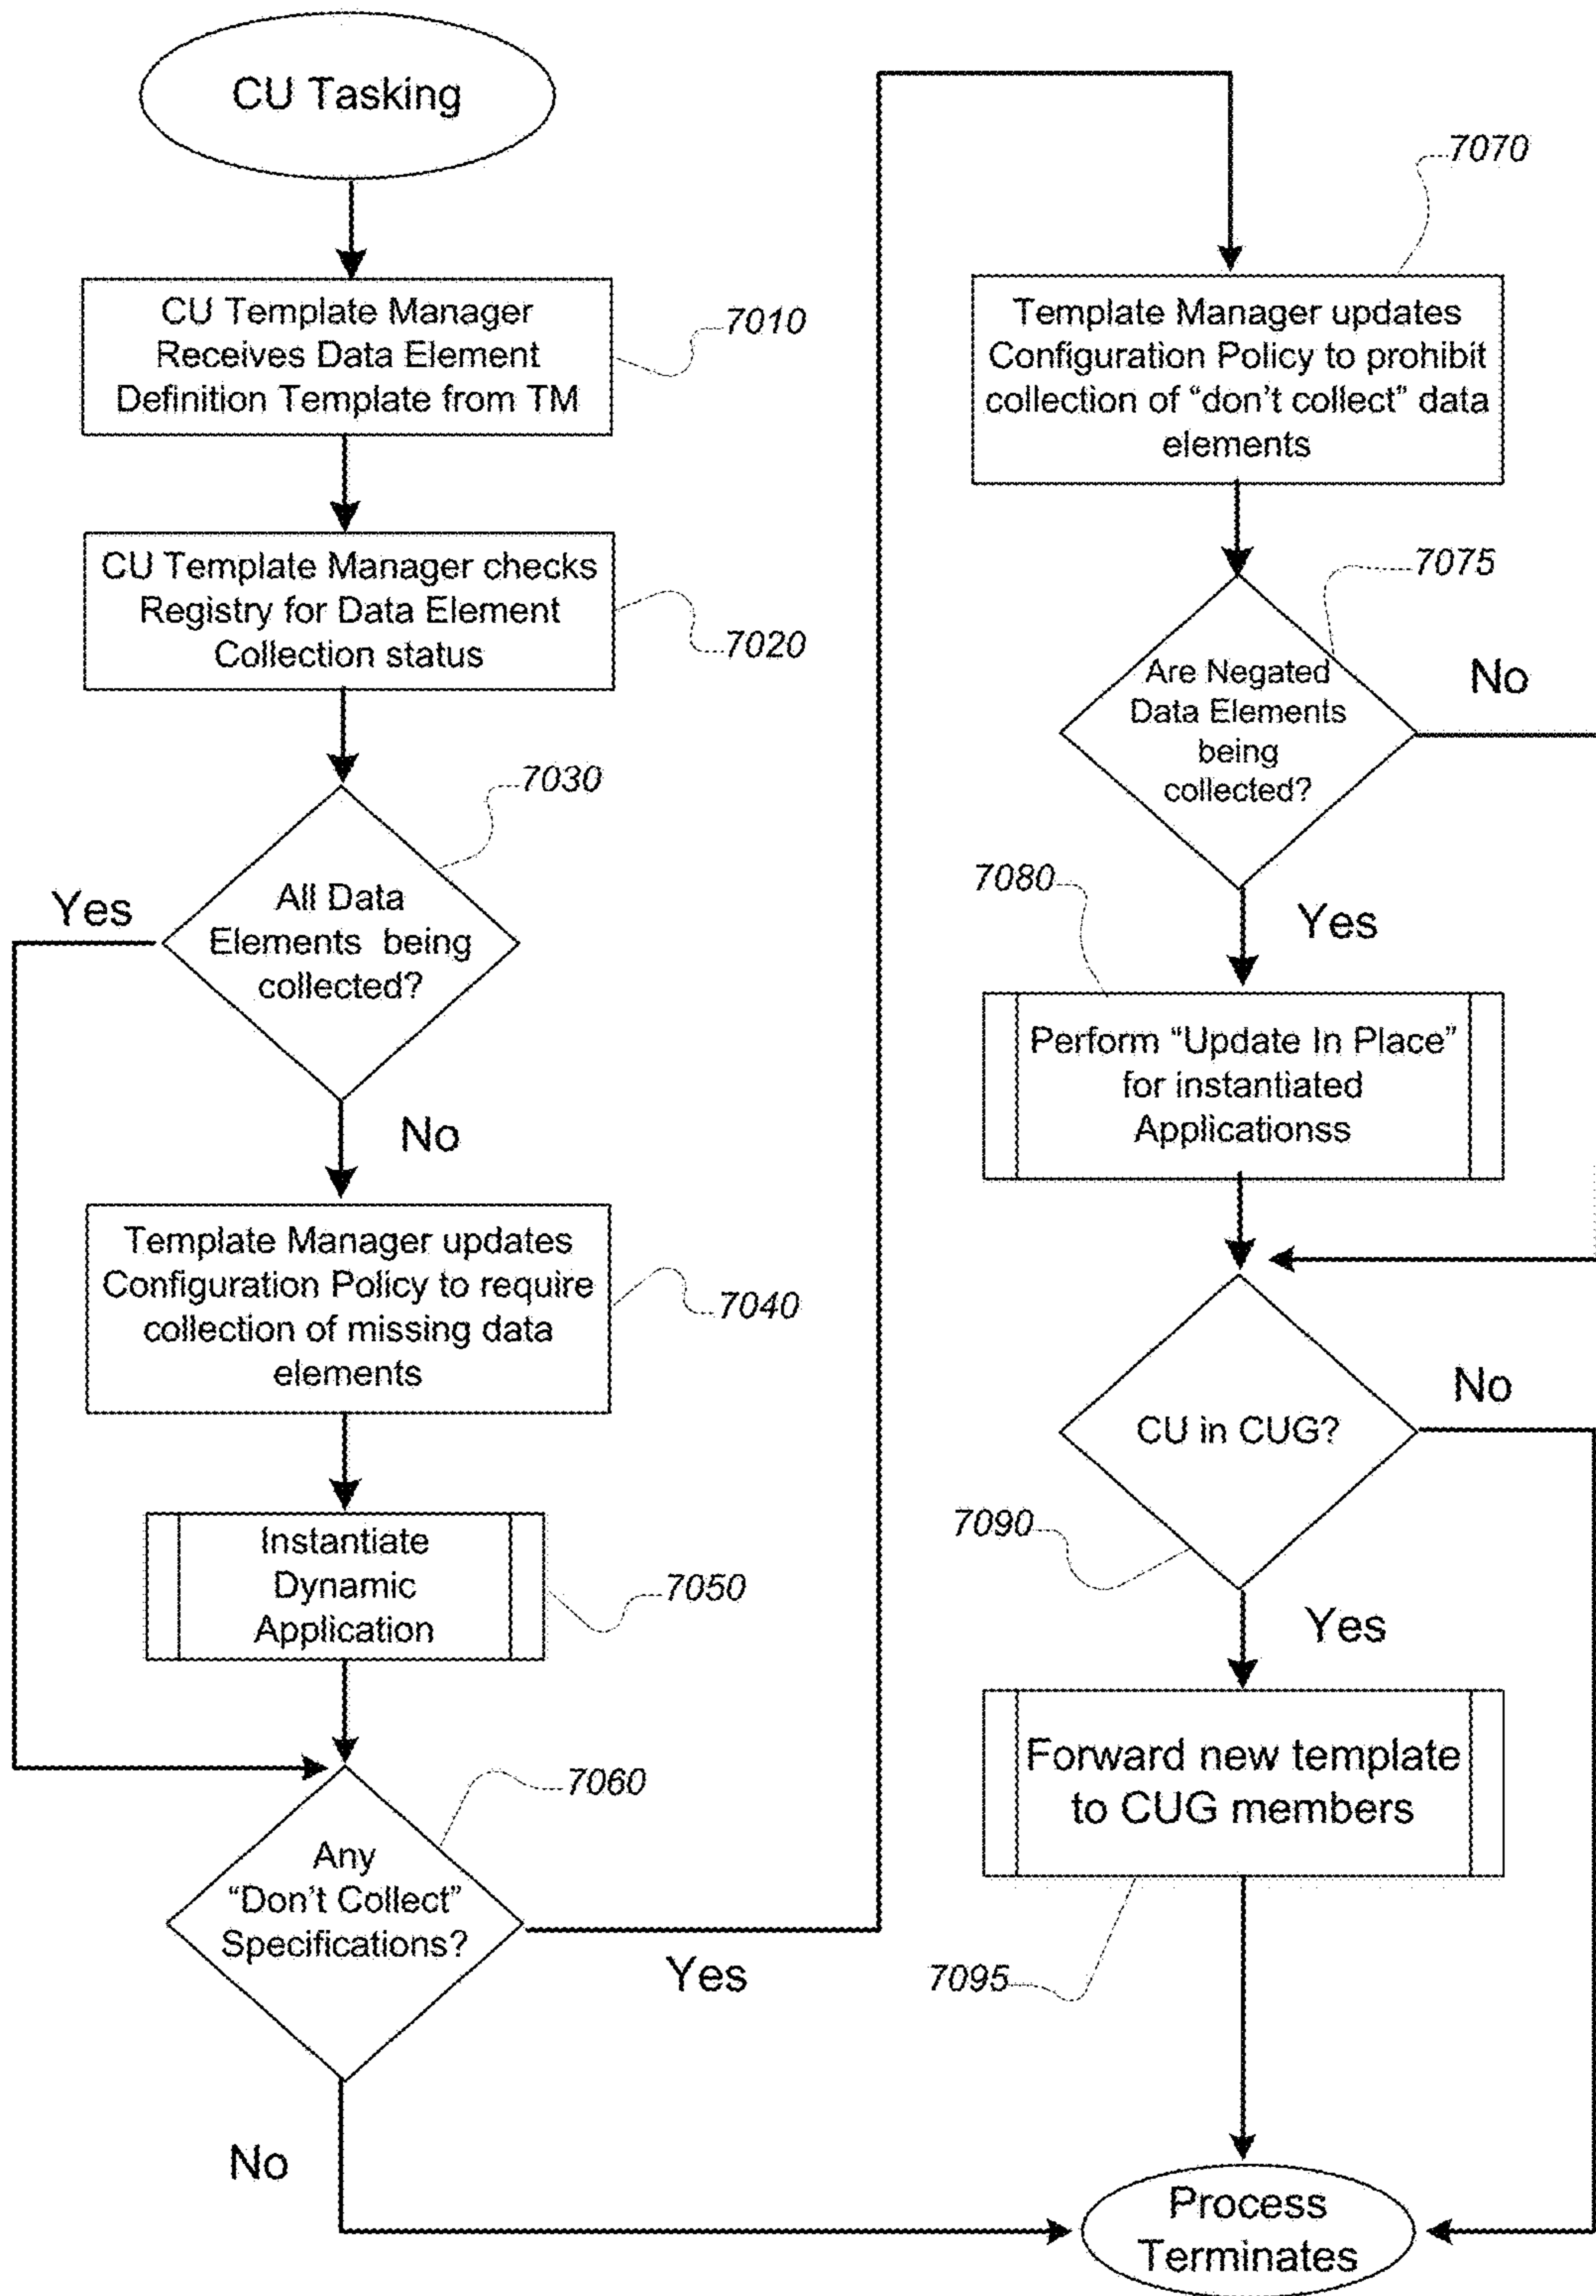 CU Tasking
CU Template Manager
Receives Data Element
Definition Template from TM
7010
CU Template Manager checks
Registry for Data Element
Collection status
7020
7030
All Data
Elements being
collected?
Yes
No
Template Manager updates
Configuration Policy to require
collection of missing data
elements
7040
Instantiate
Dynamic
Application
7050
7060
Any
“Don’t Collect”
Specifications?
Yes
No
7070
Template Manager updates
Configuration Policy to prohibit
collection of “don’t collect” data
elements
7075
Are Negated
Data Elements
being
collected?
No
7080
Yes
Perform “Update In Place”
for instantiated
Applicationss
CU in CUG?
No
7090
Yes
Forward new template
to CUG members
7095
Process
Terminates